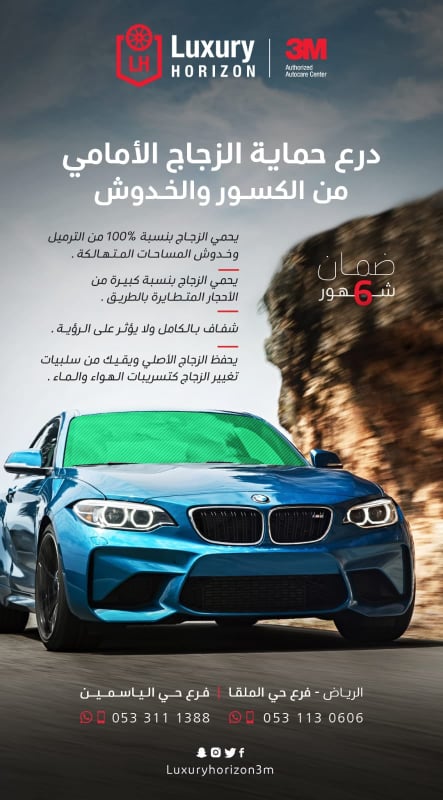 LH
Luxury
HORIZON
3M
Authorized
Autocare Center
درع حماية الزجاج الأمامي
من الكسور والخدوش
يحمي الزجاج بنسبة 100% من الترميل
وخدوش المساحات المتهالكة .
يحمي الزجاج بنسبة كبيرة من
الأحجار المتطايرة بالطريق .
شفاف بالكامل ولا يؤثر على الرؤية .
يحفظ الزجاج الأصلي ويقيك من سلبيات
تغيير الزجاج كتسريبات الهواء والماء .
ضمان
6 شهور
الرياض - فرع حي الملقا | فرع حي الياسمين
053 311 1388 053 113 0606
Luxuryhorizon3m